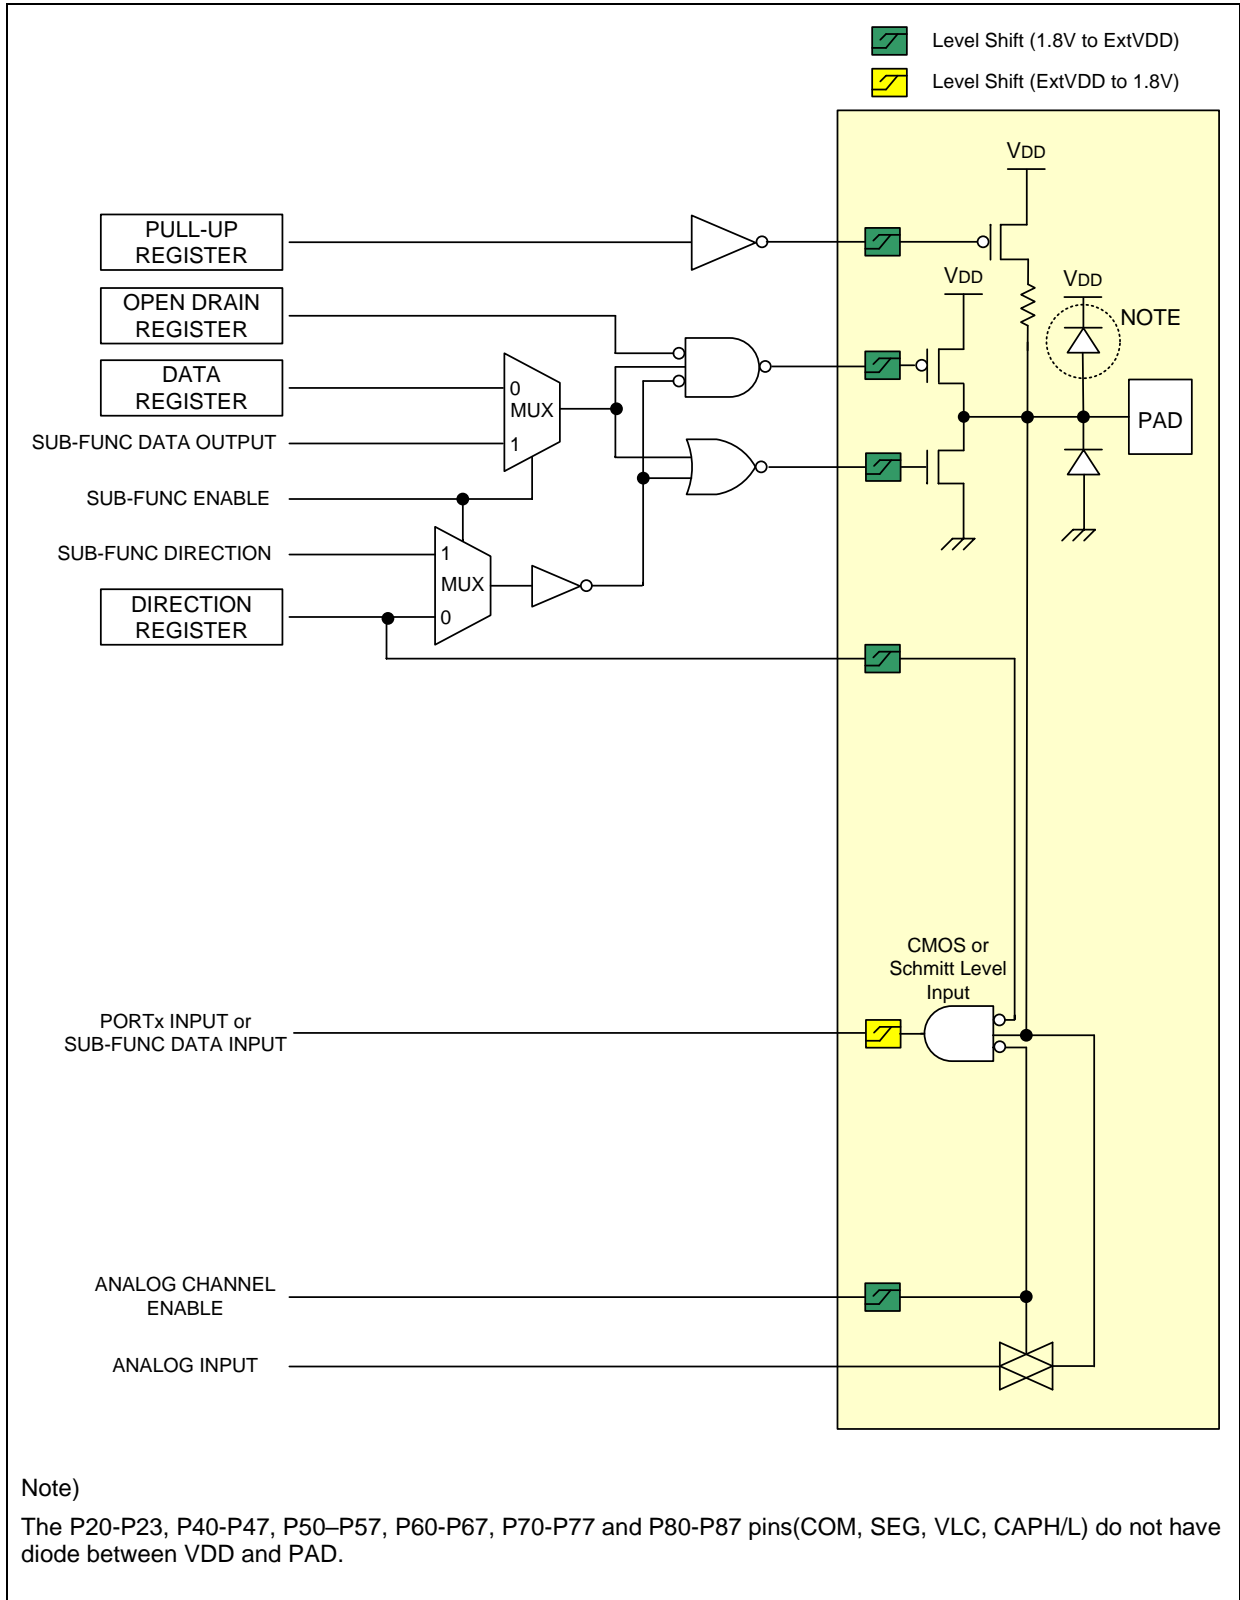 Level Shift (1.8V to ExtVDD)
Level Shift (ExtVDD to 1.8V)
VDD
PULL-UP
REGISTER
VDD
VDD
OPEN DRAIN
REGISTER
NOTE
DATA
REGISTER
0
MUX
1
PAD
SUB-FUNC DATA OUTPUT
SUB-FUNC ENABLE
SUB-FUNC DIRECTION
1
MUX
0
DIRECTION
REGISTER
CMOS or
Schmitt Level
Input
PORTx INPUT or
SUB-FUNC DATA INPUT
ANALOG CHANNEL
ENABLE
ANALOG INPUT
Note)
The P20-P23, P40-P47, P50–P57, P60-P67, P70-P77 and P80-P87 pins(COM, SEG, VLC, CAPH/L) do not have
diode between VDD and PAD.